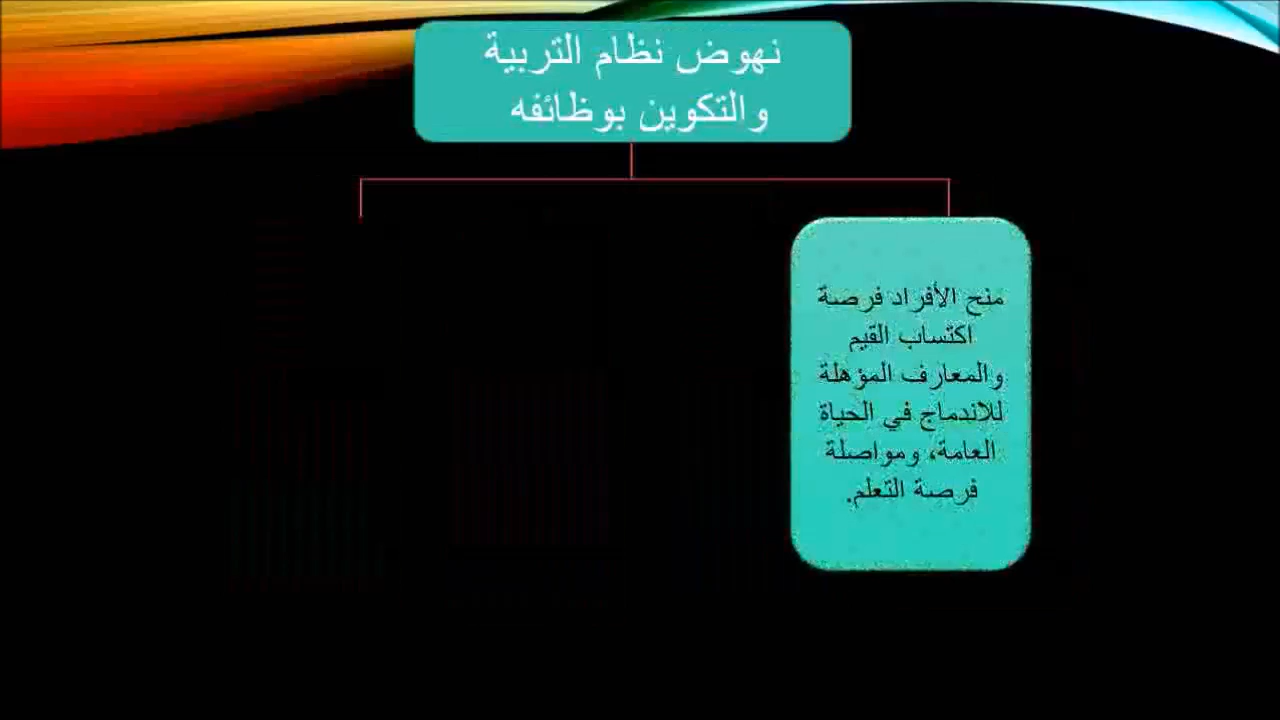 نهوض نظام التربية
والتكوين بوظائفه
منح الأفراد فرصة
اكتساب القيم
والمعارف المؤهلة
للاندماج في الحياة
العامة، ومواصلة
فرصة التعلم.